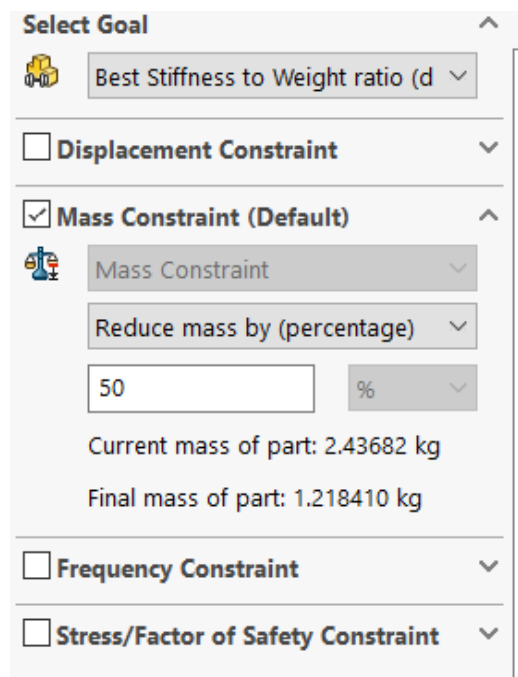 Select Goal
Best Stiffness to Weight ratio (d
Displacement Constraint
Mass Constraint (Default)
Mass Constraint
Reduce mass by (percentage)
50 %
Current mass of part: 2.43682 kg
Final mass of part: 1.218410 kg
Frequency Constraint
Stress/Factor of Safety Constraint